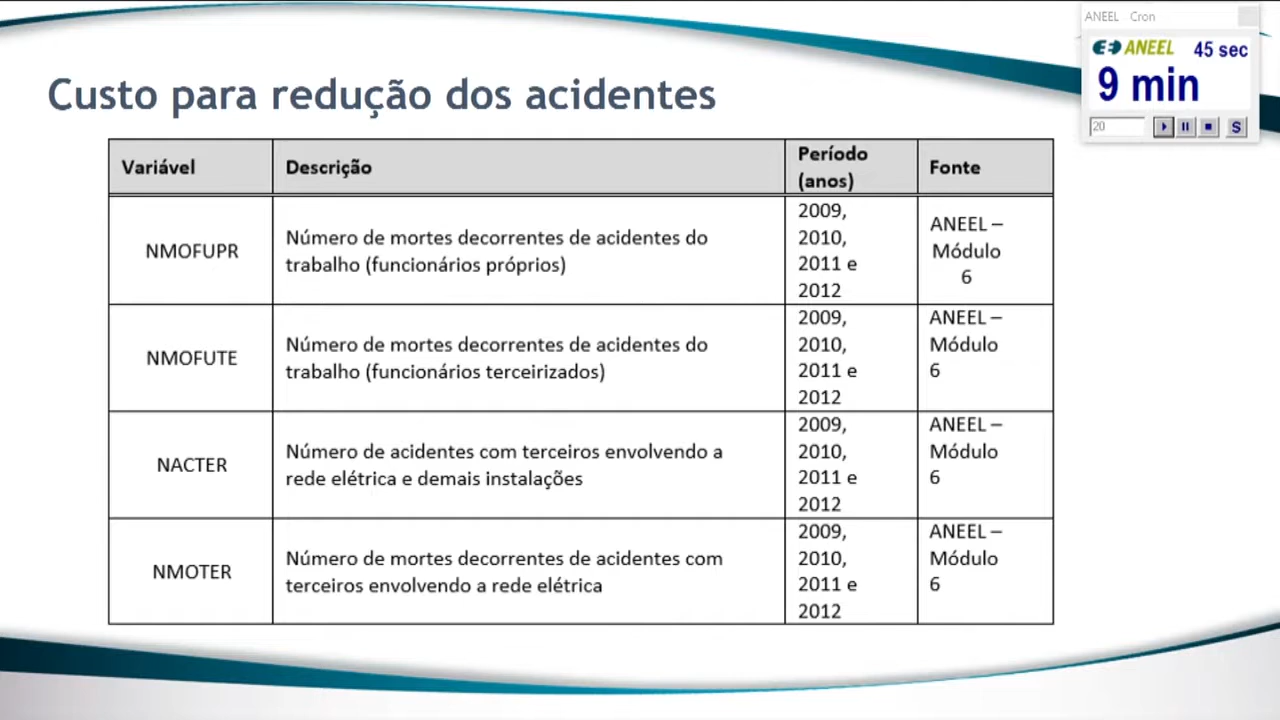 ANEEL Cron
ANEEL 45 sec
9 min
20
S
Custo para redução dos acidentes
Variável
Descrição
Período
(anos)
Fonte
NMOFUPR
Número de mortes decorrentes de acidentes do
trabalho (funcionários próprios)
2009,
2010,
2011 e
2012
ANEEL –
Módulo
6
NMOFUTE
Número de mortes decorrentes de acidentes do
trabalho (funcionários terceirizados)
2009,
2010,
2011 e
2012
ANEEL –
Módulo
6
NACTER
Número de acidentes com terceiros envolvendo a
rede elétrica e demais instalações
2009,
2010,
2011 e
2012
ANEEL –
Módulo
6
NMOTER
Número de mortes decorrentes de acidentes com
terceiros envolvendo a rede elétrica
2009,
2010,
2011 e
2012
ANEEL –
Módulo
6